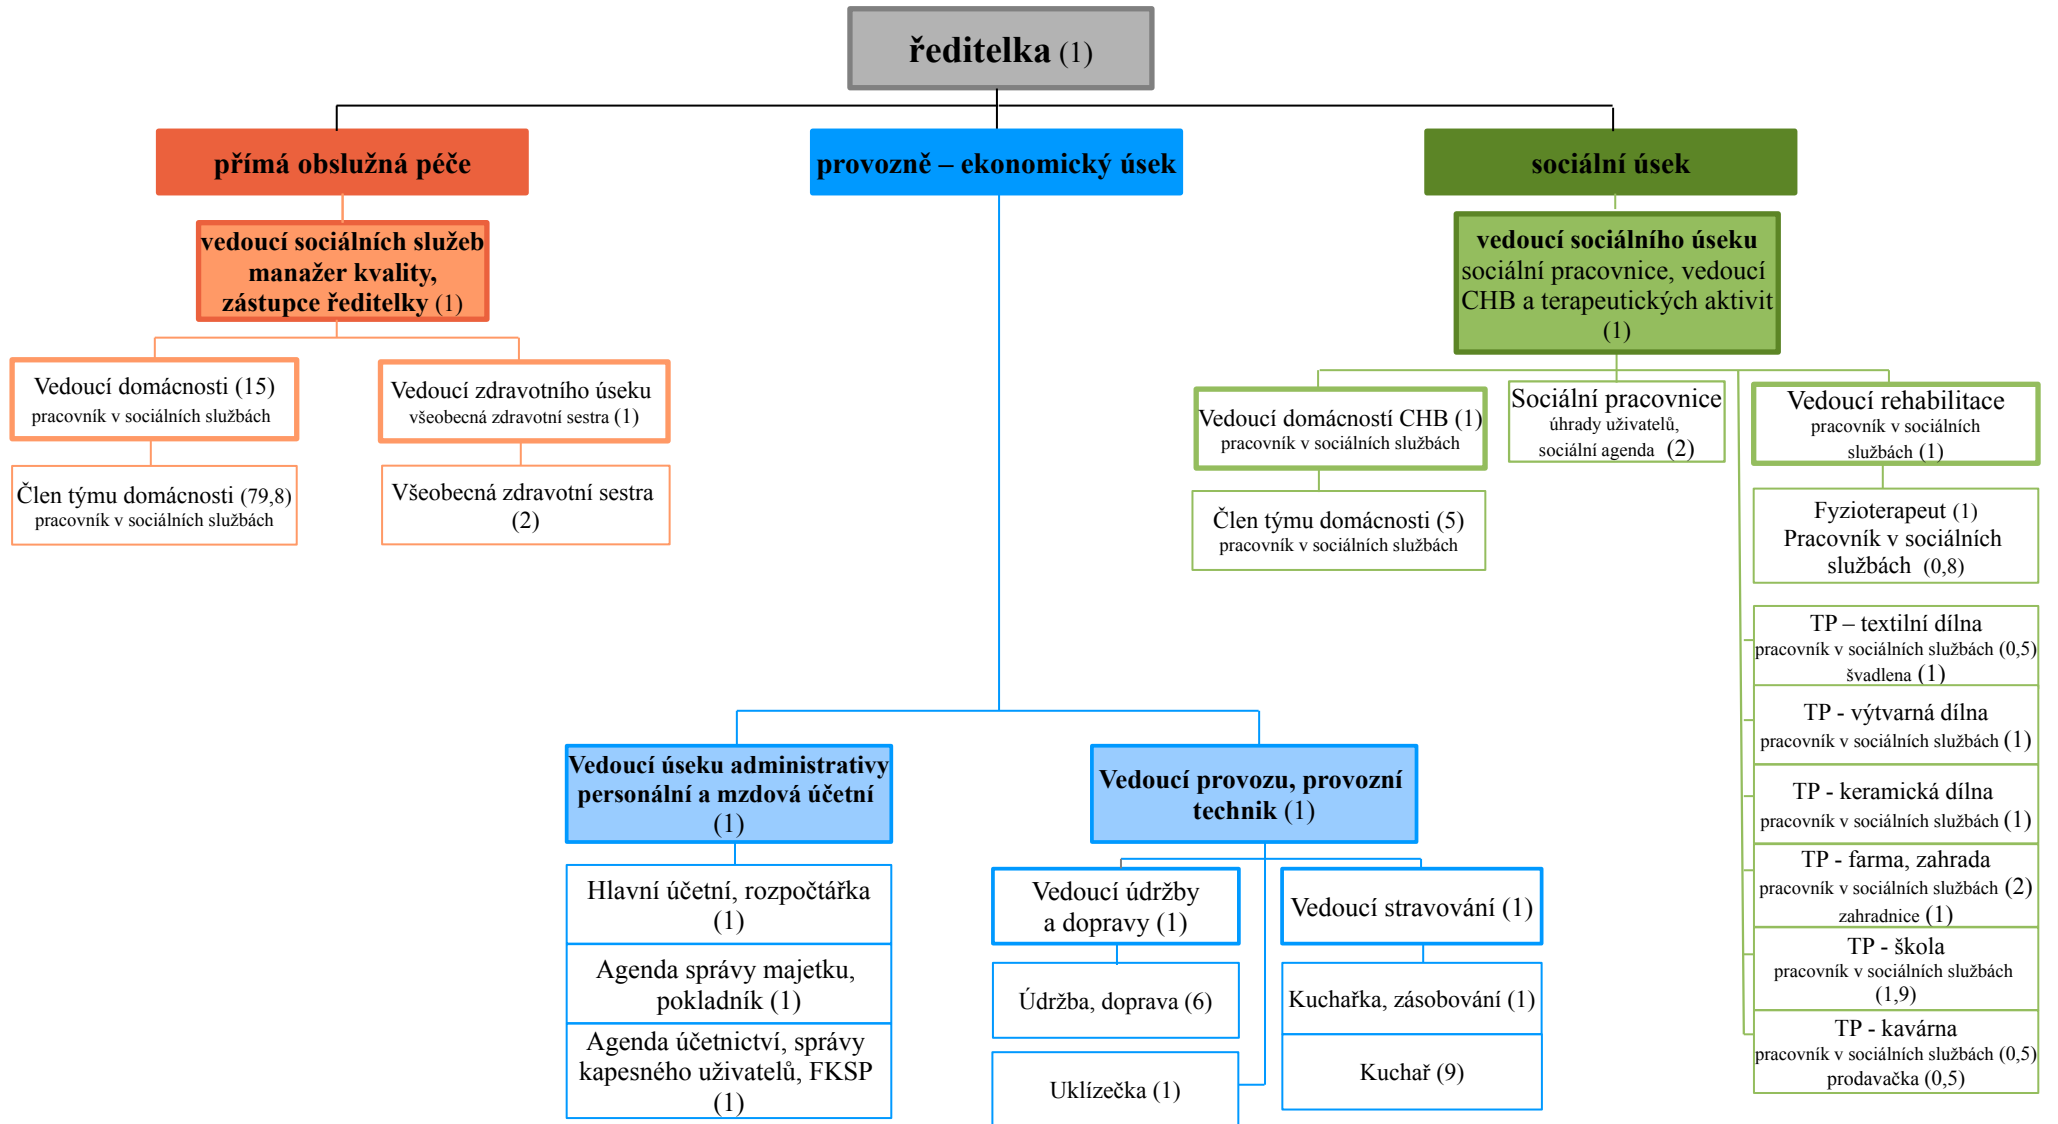 ředitelka (1)
přímá obslužná péče
vedoucí sociálních služeb
manažer kvality,
zástupce ředitelky (1)
Vedoucí domácnosti (15)
pracovník v sociálních službách
Člen týmu domácnosti (79,8)
pracovník v sociálních službách
Vedoucí zdravotního úseku
všeobecná zdravotní sestra (1)
Všeobecná zdravotní sestra
(2)
provozně – ekonomický úsek
Vedoucí úseku administrativy
personální a mzdová účetní
(1)
Hlavní účetní, rozpočtářka
(1)
Agenda správy majetku,
pokladník (1)
Agenda účetnictví, správy
kapesného uživatelů, FKSP
(1)
Vedoucí provozu, provozní
technik (1)
Vedoucí údržby
a dopravy (1)
Údržba, doprava (6)
Uklízečka (1)
Vedoucí stravování (1)
Kuchařka, zásobování (1)
Kuchař (9)
sociální úsek
vedoucí sociálního úseku
sociální pracovnice, vedoucí
CHB a terapeutických aktivit
(1)
Vedoucí domácností CHB (1)
pracovník v sociálních službách
Člen týmu domácnosti (5)
pracovník v sociálních službách
Sociální pracovnice
úhrady uživatelů,
sociální agenda (2)
Vedoucí rehabilitace
pracovník v sociálních
službách (1)
Fyzioterapeut (1)
Pracovník v sociálních
službách (0,8)
TP – textilní dílna
pracovník v sociálních službách (0,5)
švadlena (1)
TP - výtvarná dílna
pracovník v sociálních službách (1)
TP - keramická dílna
pracovník v sociálních službách (1)
TP - farma, zahrada
pracovník v sociálních službách (2)
zahradnice (1)
TP - škola
pracovník v sociálních službách
(1,9)
TP - kavárna
pracovník v sociálních službách (0,5)
prodavačka (0,5)